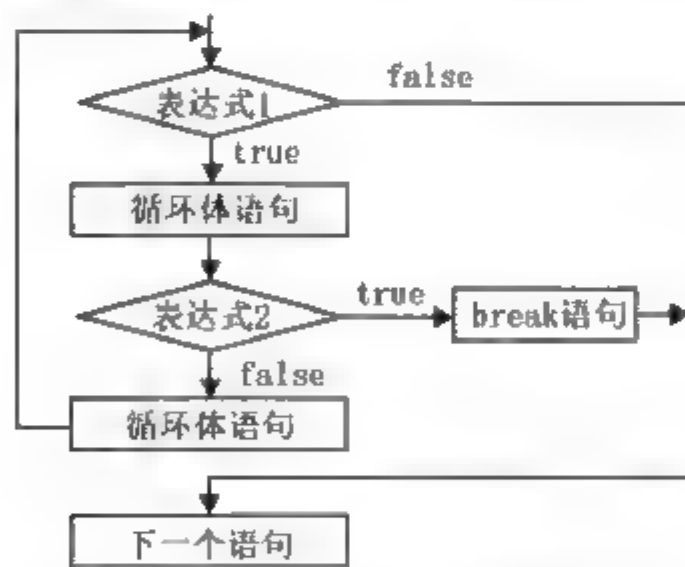 false
表达式1
true
循环体语句
true
表达式2
break语句
false
循环体语句
下一个语句